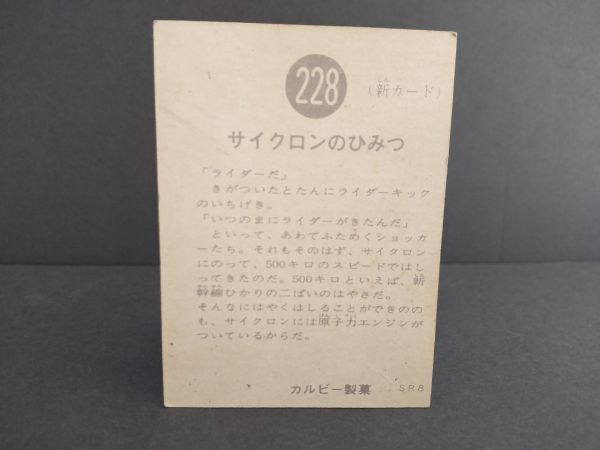 228
（新カード）
サイクロンのひみつ
「ライダーだ」
きがついたとたんにライダーキック
のいちげき。
「いつのまにライダーがきたんだ」
といって、あわてふためくショッカ
ーたち。それもそのはず、サイクロン
にのって、500キロのスピードではし
ってきたのだ。500キロといえば、新
幹線ひかりの二ばいのはやさだ。
そんなにはやくはしることができのの
も、サイクロンには原子力エンジンが
ついているからだ。
カルビー製菓 SR8